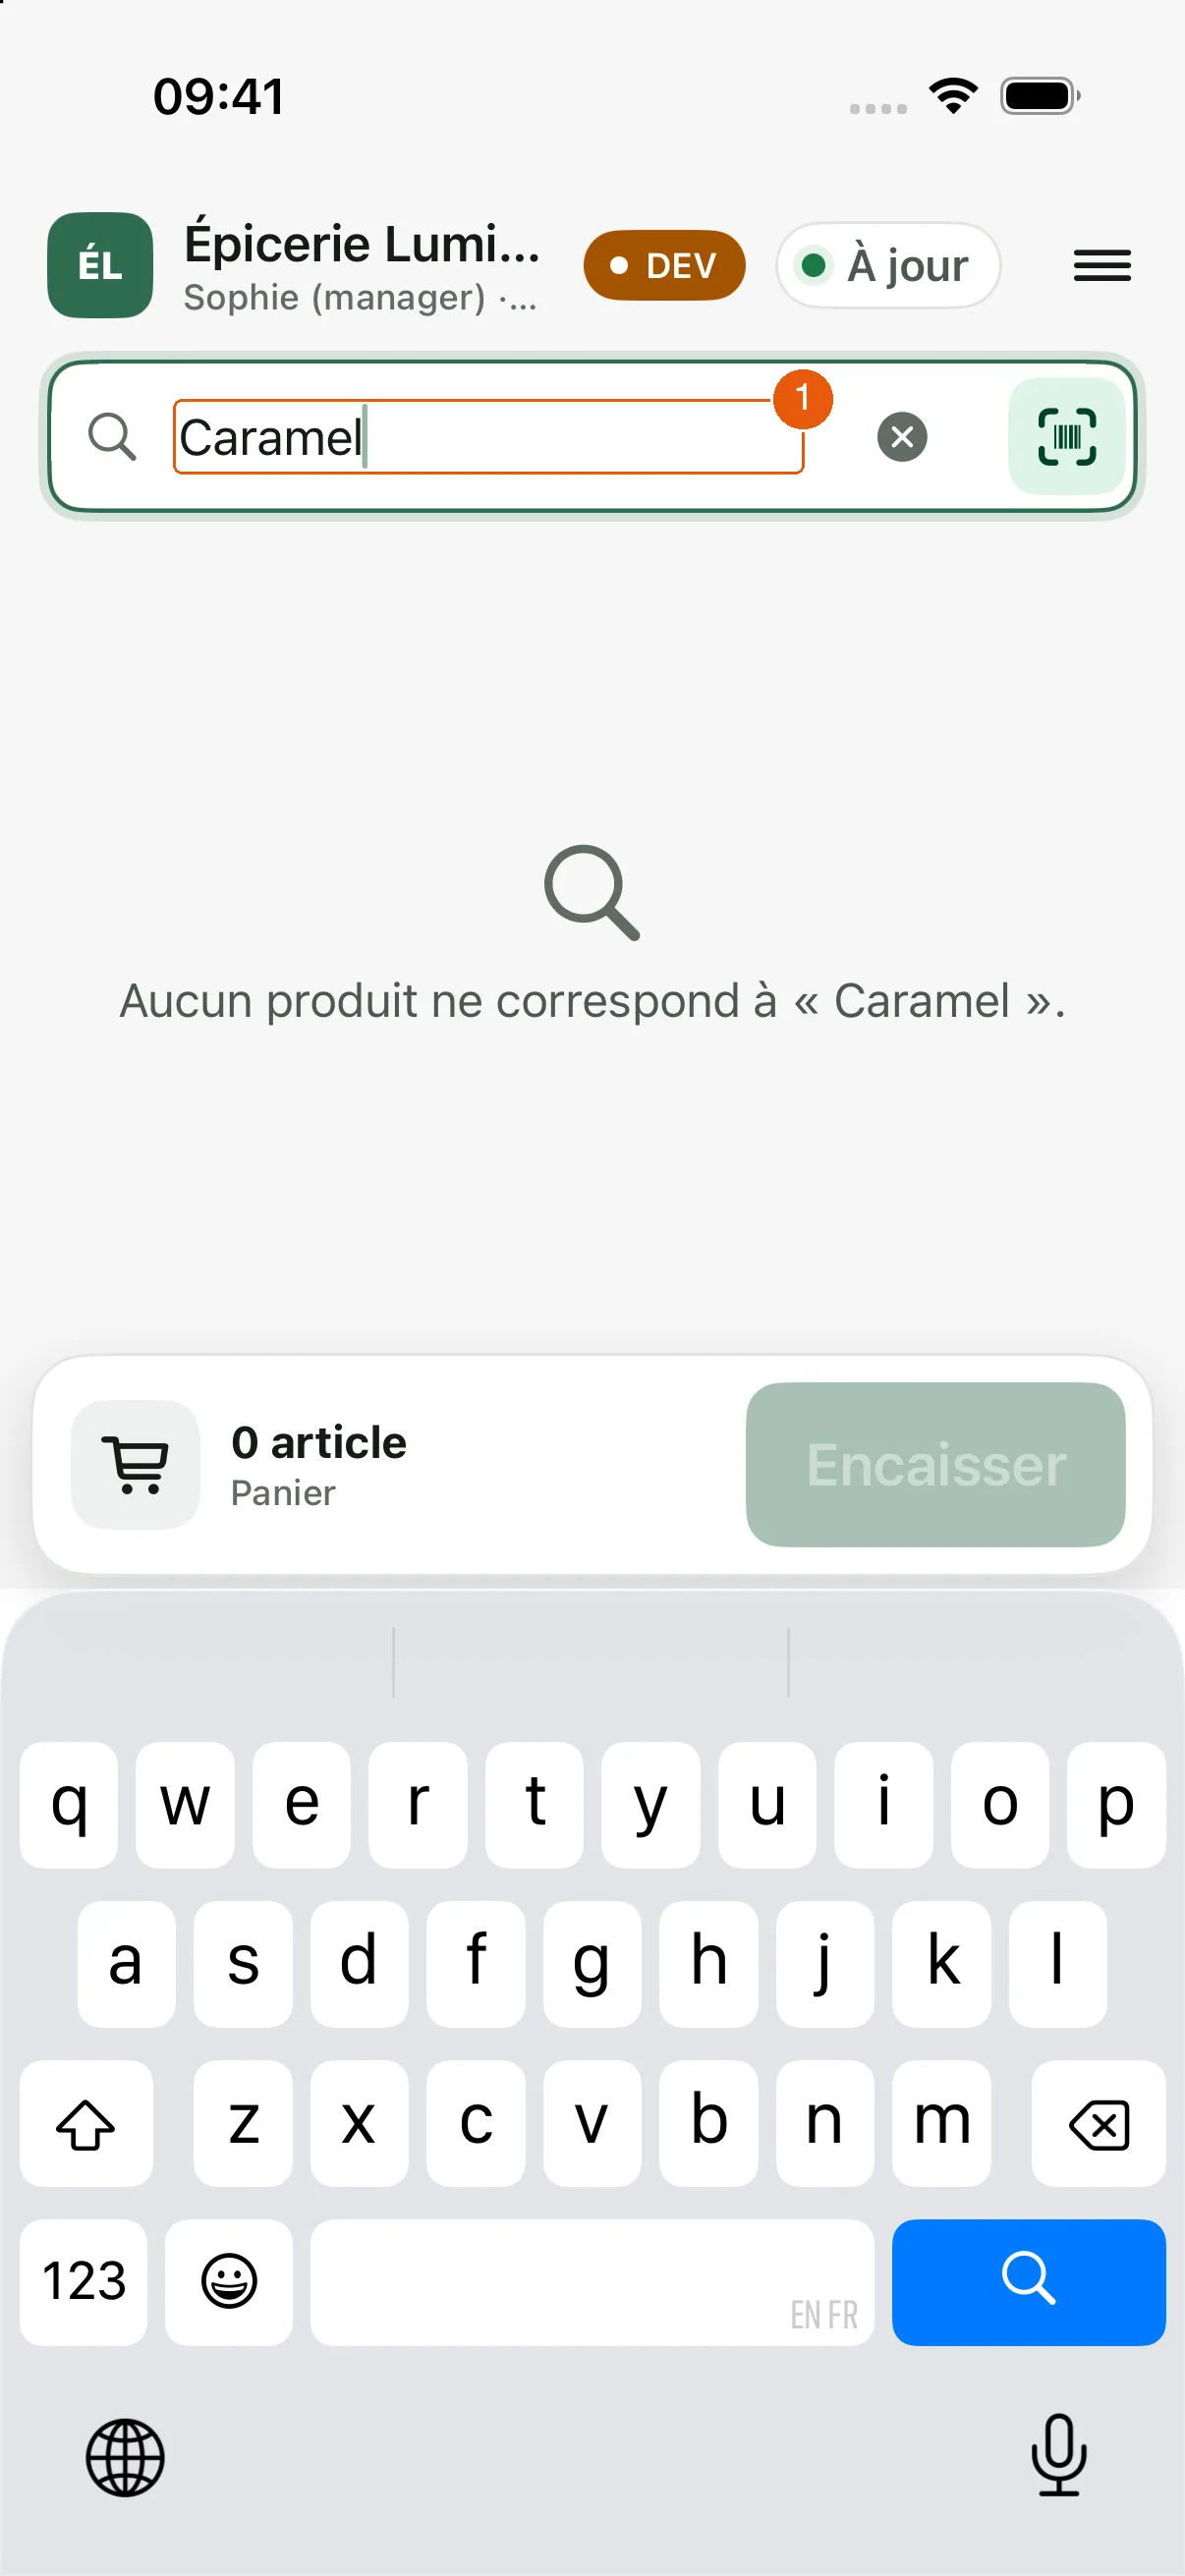 09:41
ÉL
Épicerie Lumi...
Sophie (manager) ·...
DEV
À jour
Caramel
1
Aucun produit ne correspond à « Caramel ».
0 article
Panier
Encaisser
q w e r t y u i o p
a s d f g h j k l
z x c v b n m
123
EN FR